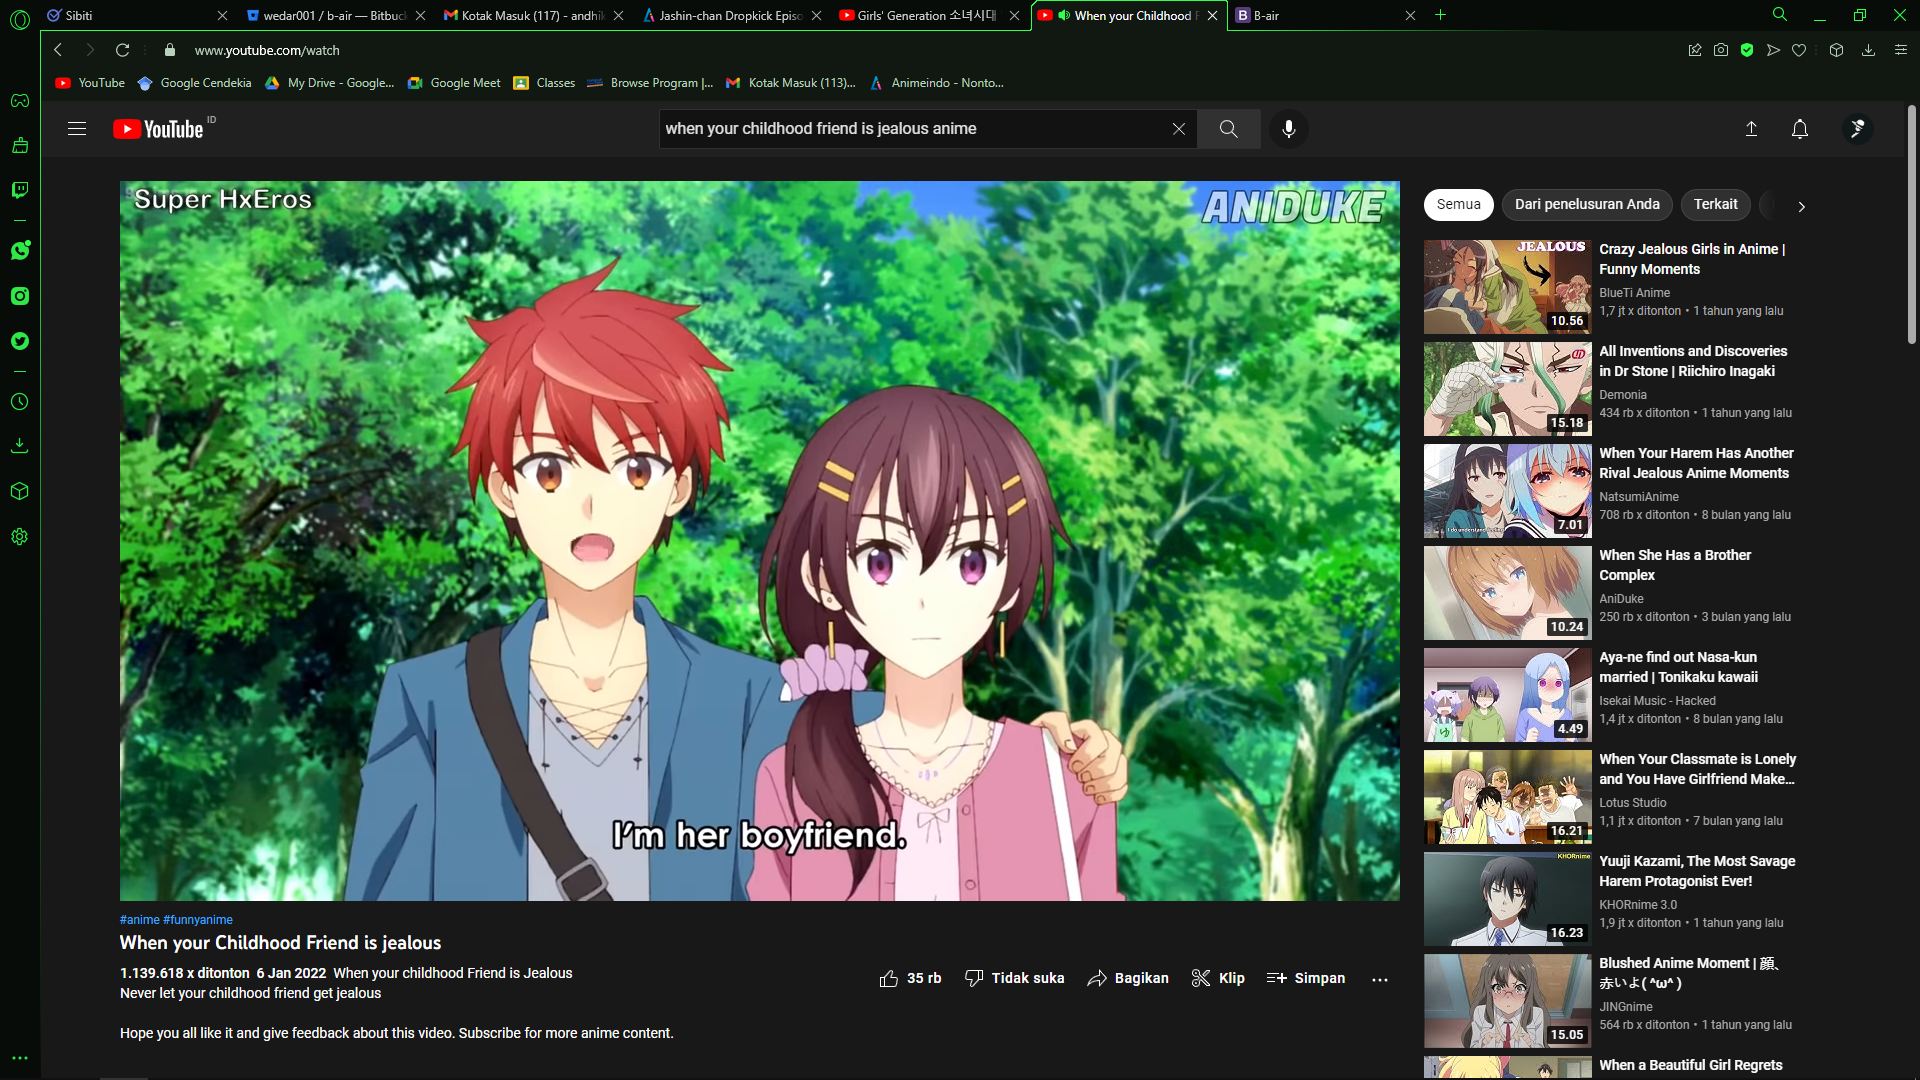 Sibiti
wedar001 / b-air — Bitbuck
Kotak Masuk (117) - andhik
Jashin-chan Dropkick Episo
Girls' Generation 소녀시대
When your Childhood F
B-air
www.youtube.com/watch
YouTube
Google Cendekia
My Drive - Google...
Google Meet
Classes
Browse Program |...
Kotak Masuk (113)...
Animeindo - Nonto...
YouTube ID
when your childhood friend is jealous anime
Super HxEros
ANIDUKE
I'm her boyfriend.
#anime #funnyanime
When your Childhood Friend is jealous
1.139.618 x ditonton 6 Jan 2022 When your childhood Friend is Jealous
Never let your childhood friend get jealous
35 rb
Tidak suka
Bagikan
Klip
Simpan
Hope you all like it and give feedback about this video. Subscribe for more anime content.
Semua
Dari penelusuran Anda
Terkait
JEALOUS
10.56
Crazy Jealous Girls in Anime |
Funny Moments
BlueTi Anime
1,7 jt x ditonton • 1 tahun yang lalu
15.18
All Inventions and Discoveries
in Dr Stone | Riichiro Inagaki
Demonia
434 rb x ditonton • 1 tahun yang lalu
7.01
When Your Harem Has Another
Rival Jealous Anime Moments
NatsumiAnime
708 rb x ditonton • 8 bulan yang lalu
10.24
When She Has a Brother
Complex
AniDuke
250 rb x ditonton • 3 bulan yang lalu
ゆ
4.49
Aya-ne find out Nasa-kun
married | Tonikaku kawaii
Isekai Music - Hacked
1,4 jt x ditonton • 8 bulan yang lalu
16.21
When Your Classmate is Lonely
and You Have Girlfriend Make...
Lotus Studio
1,1 jt x ditonton • 7 bulan yang lalu
KHORnime
16.23
Yuuji Kazami, The Most Savage
Harem Protagonist Ever!
KHORnime 3.0
1,9 jt x ditonton • 1 tahun yang lalu
15.05
Blushed Anime Moment | 顔、
赤いよ( ^ω^ )
JINGnime
564 rb x ditonton • 1 tahun yang lalu
When a Beautiful Girl Regrets